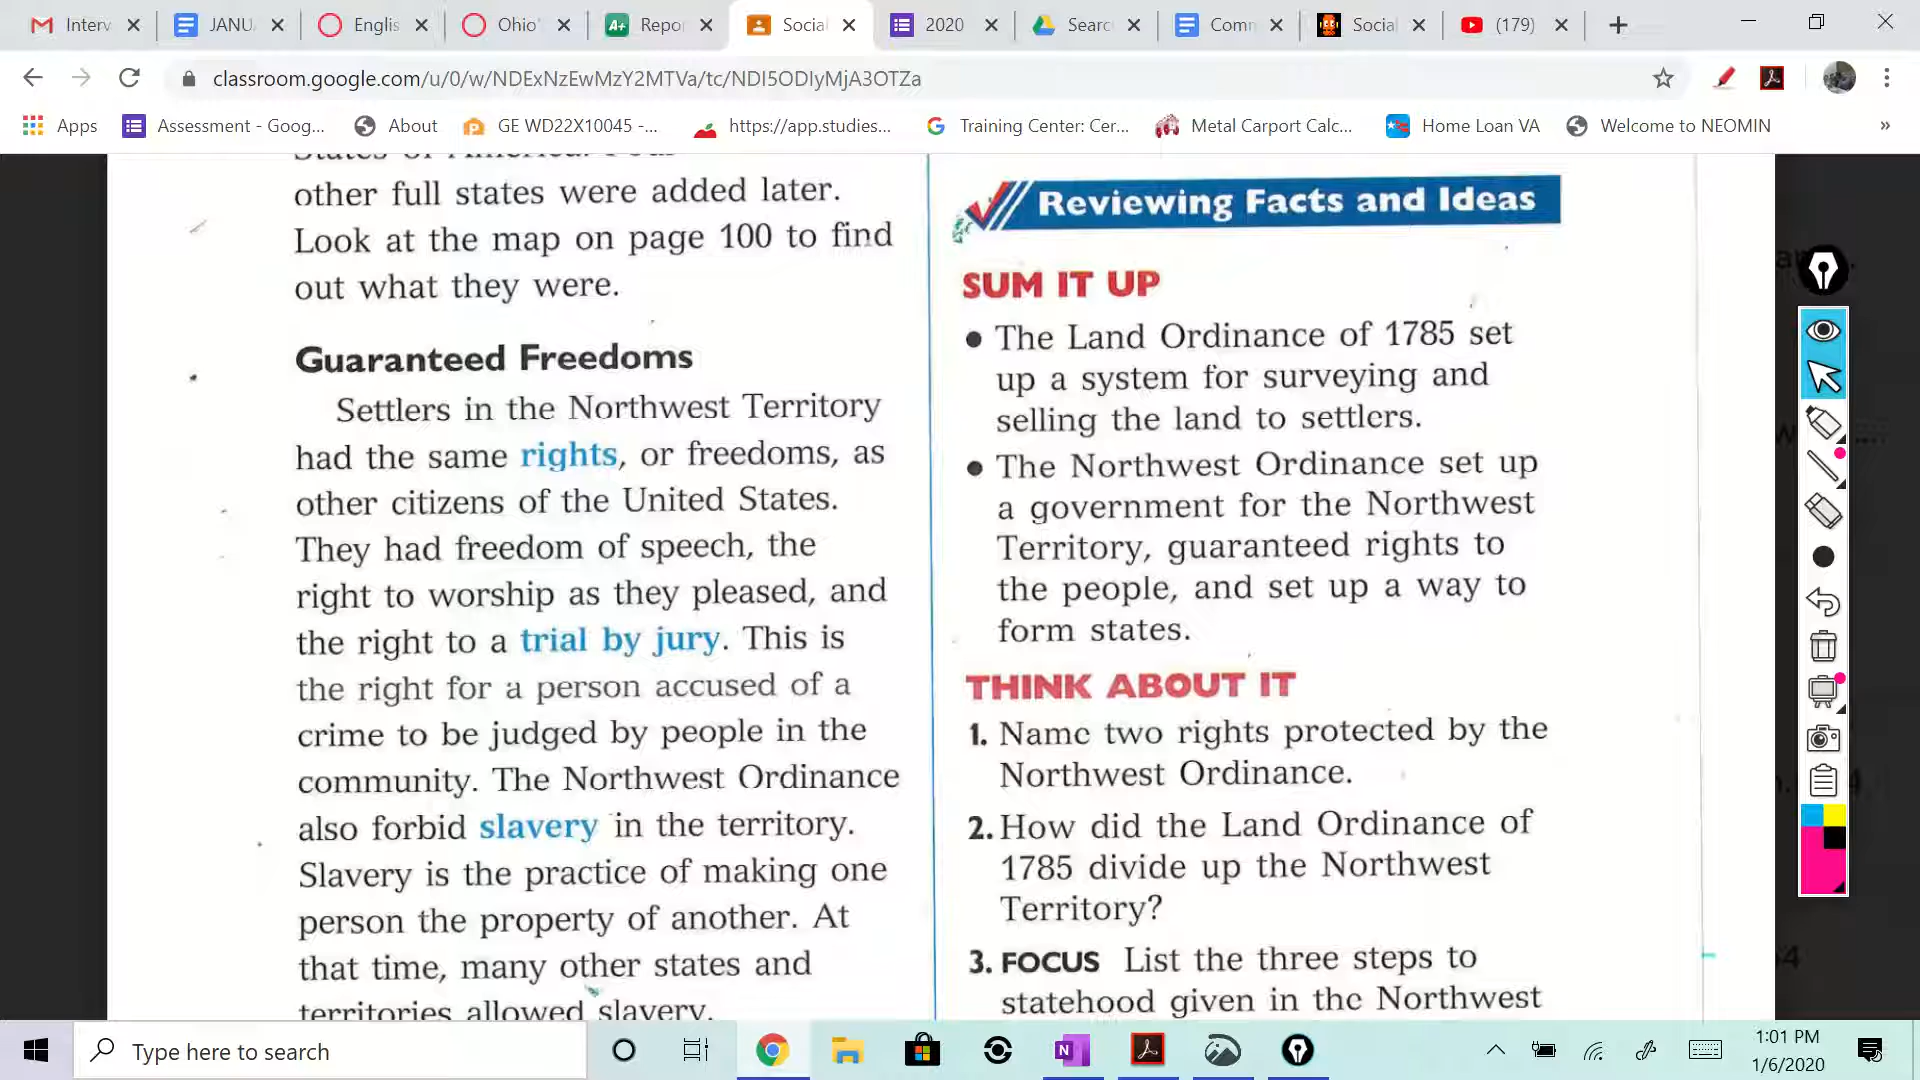 Interv
JANU
Englis
Ohio'
Repor
Social
2020
Searc
Comm
Social
(179)
classroom.google.com/u/0/w/NDExNzEwMzY2MTVa/tc/NDI5ODIyMjA3OTZa
Apps
Assessment - Goog...
About
GE WD22X10045 -...
https://app.studies...
Training Center: Cer...
Metal Carport Calc...
Home Loan VA
Welcome to NEOMIN
»
other full states were added later.
Look at the map on page 100 to find
out what they were.
Guaranteed Freedoms
Settlers in the Northwest Territory
had the same rights, or freedoms, as
other citizens of the United States.
They had freedom of speech, the
right to worship as they pleased, and
the right to a trial by jury. This is
the right for a person accused of a
crime to be judged by people in the
community. The Northwest Ordinance
also forbid slavery in the territory.
Slavery is the practice of making one
person the property of another. At
that time, many other states and
territories allowed slavery.
Reviewing Facts and Ideas
SUM IT UP
• The Land Ordinance of 1785 set
up a system for surveying and
selling the land to settlers.
• The Northwest Ordinance set up
a government for the Northwest
Territory, guaranteed rights to
the people, and set up a way to
form states.
THINK ABOUT IT
1. Name two rights protected by the
Northwest Ordinance.
2. How did the Land Ordinance of
1785 divide up the Northwest
Territory?
3. FOCUS List the three steps to
statehood given in the Northwest
Type here to search
1:01 PM
1/6/2020